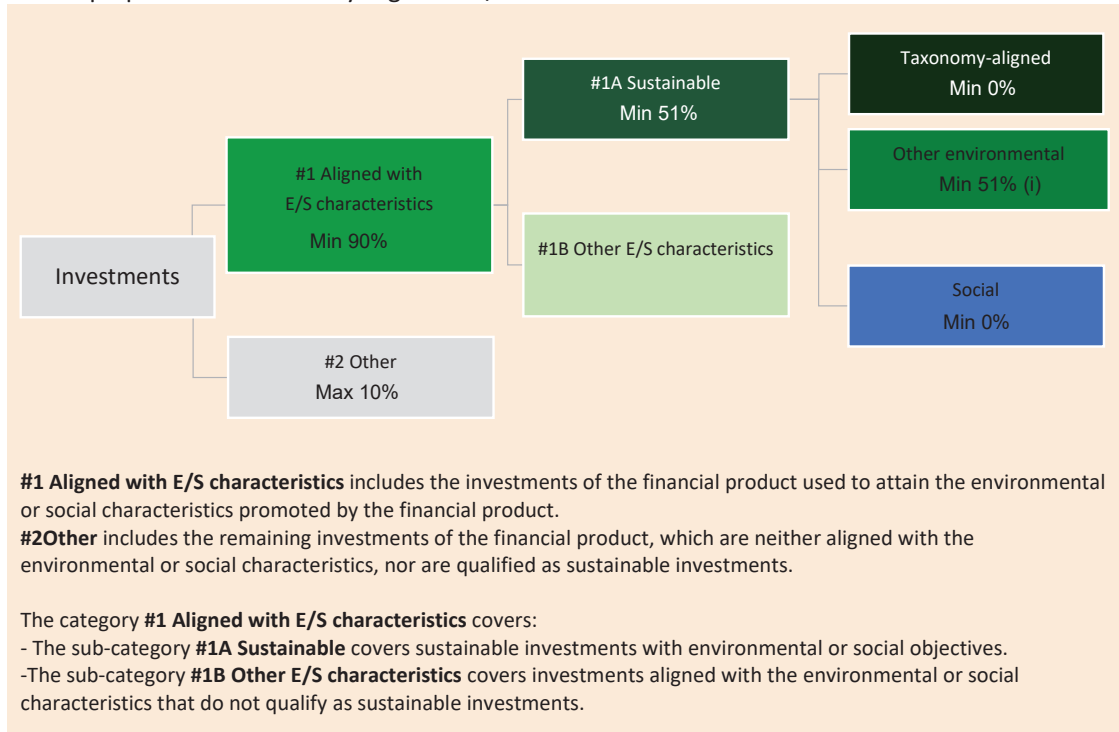 #1A Sustainable
Min 51%
Taxonomy-aligned
Min 0%
#1 Aligned with
E/S characteristics
Min 90%
Other environmental
Min 51% (i)
Investments
#1B Other E/S characteristics
Social
Min 0%
#2 Other
Max 10%
#1 Aligned with E/S characteristics includes the investments of the financial product used to attain the environmental
or social characteristics promoted by the financial product.
#2Other includes the remaining investments of the financial product, which are neither aligned with the
environmental or social characteristics, nor are qualified as sustainable investments.
The category #1 Aligned with E/S characteristics covers:
- The sub-category #1A Sustainable covers sustainable investments with environmental or social objectives.
-The sub-category #1B Other E/S characteristics covers investments aligned with the environmental or social
characteristics that do not qualify as sustainable investments.